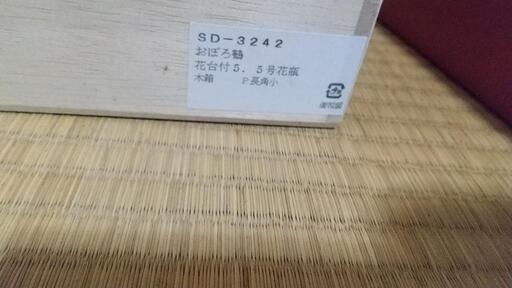 SD-3242
おぼろ鶴
花台付5.5号花瓶
木箱 P長角小